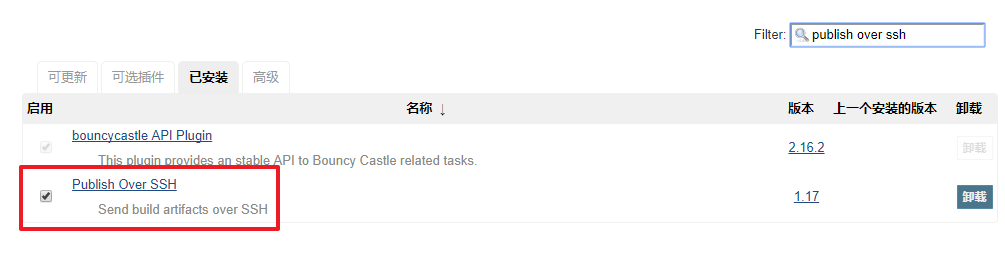 Filter: publish over ssh
可更新 可选插件 已安装 高级
启用 名称 ↓ 版本 上一个安装的版本 卸载
bouncycastle API Plugin
This plugin provides an stable API to Bouncy Castle related tasks.
2.16.2 卸载
Publish Over SSH
Send build artifacts over SSH
1.17 卸载